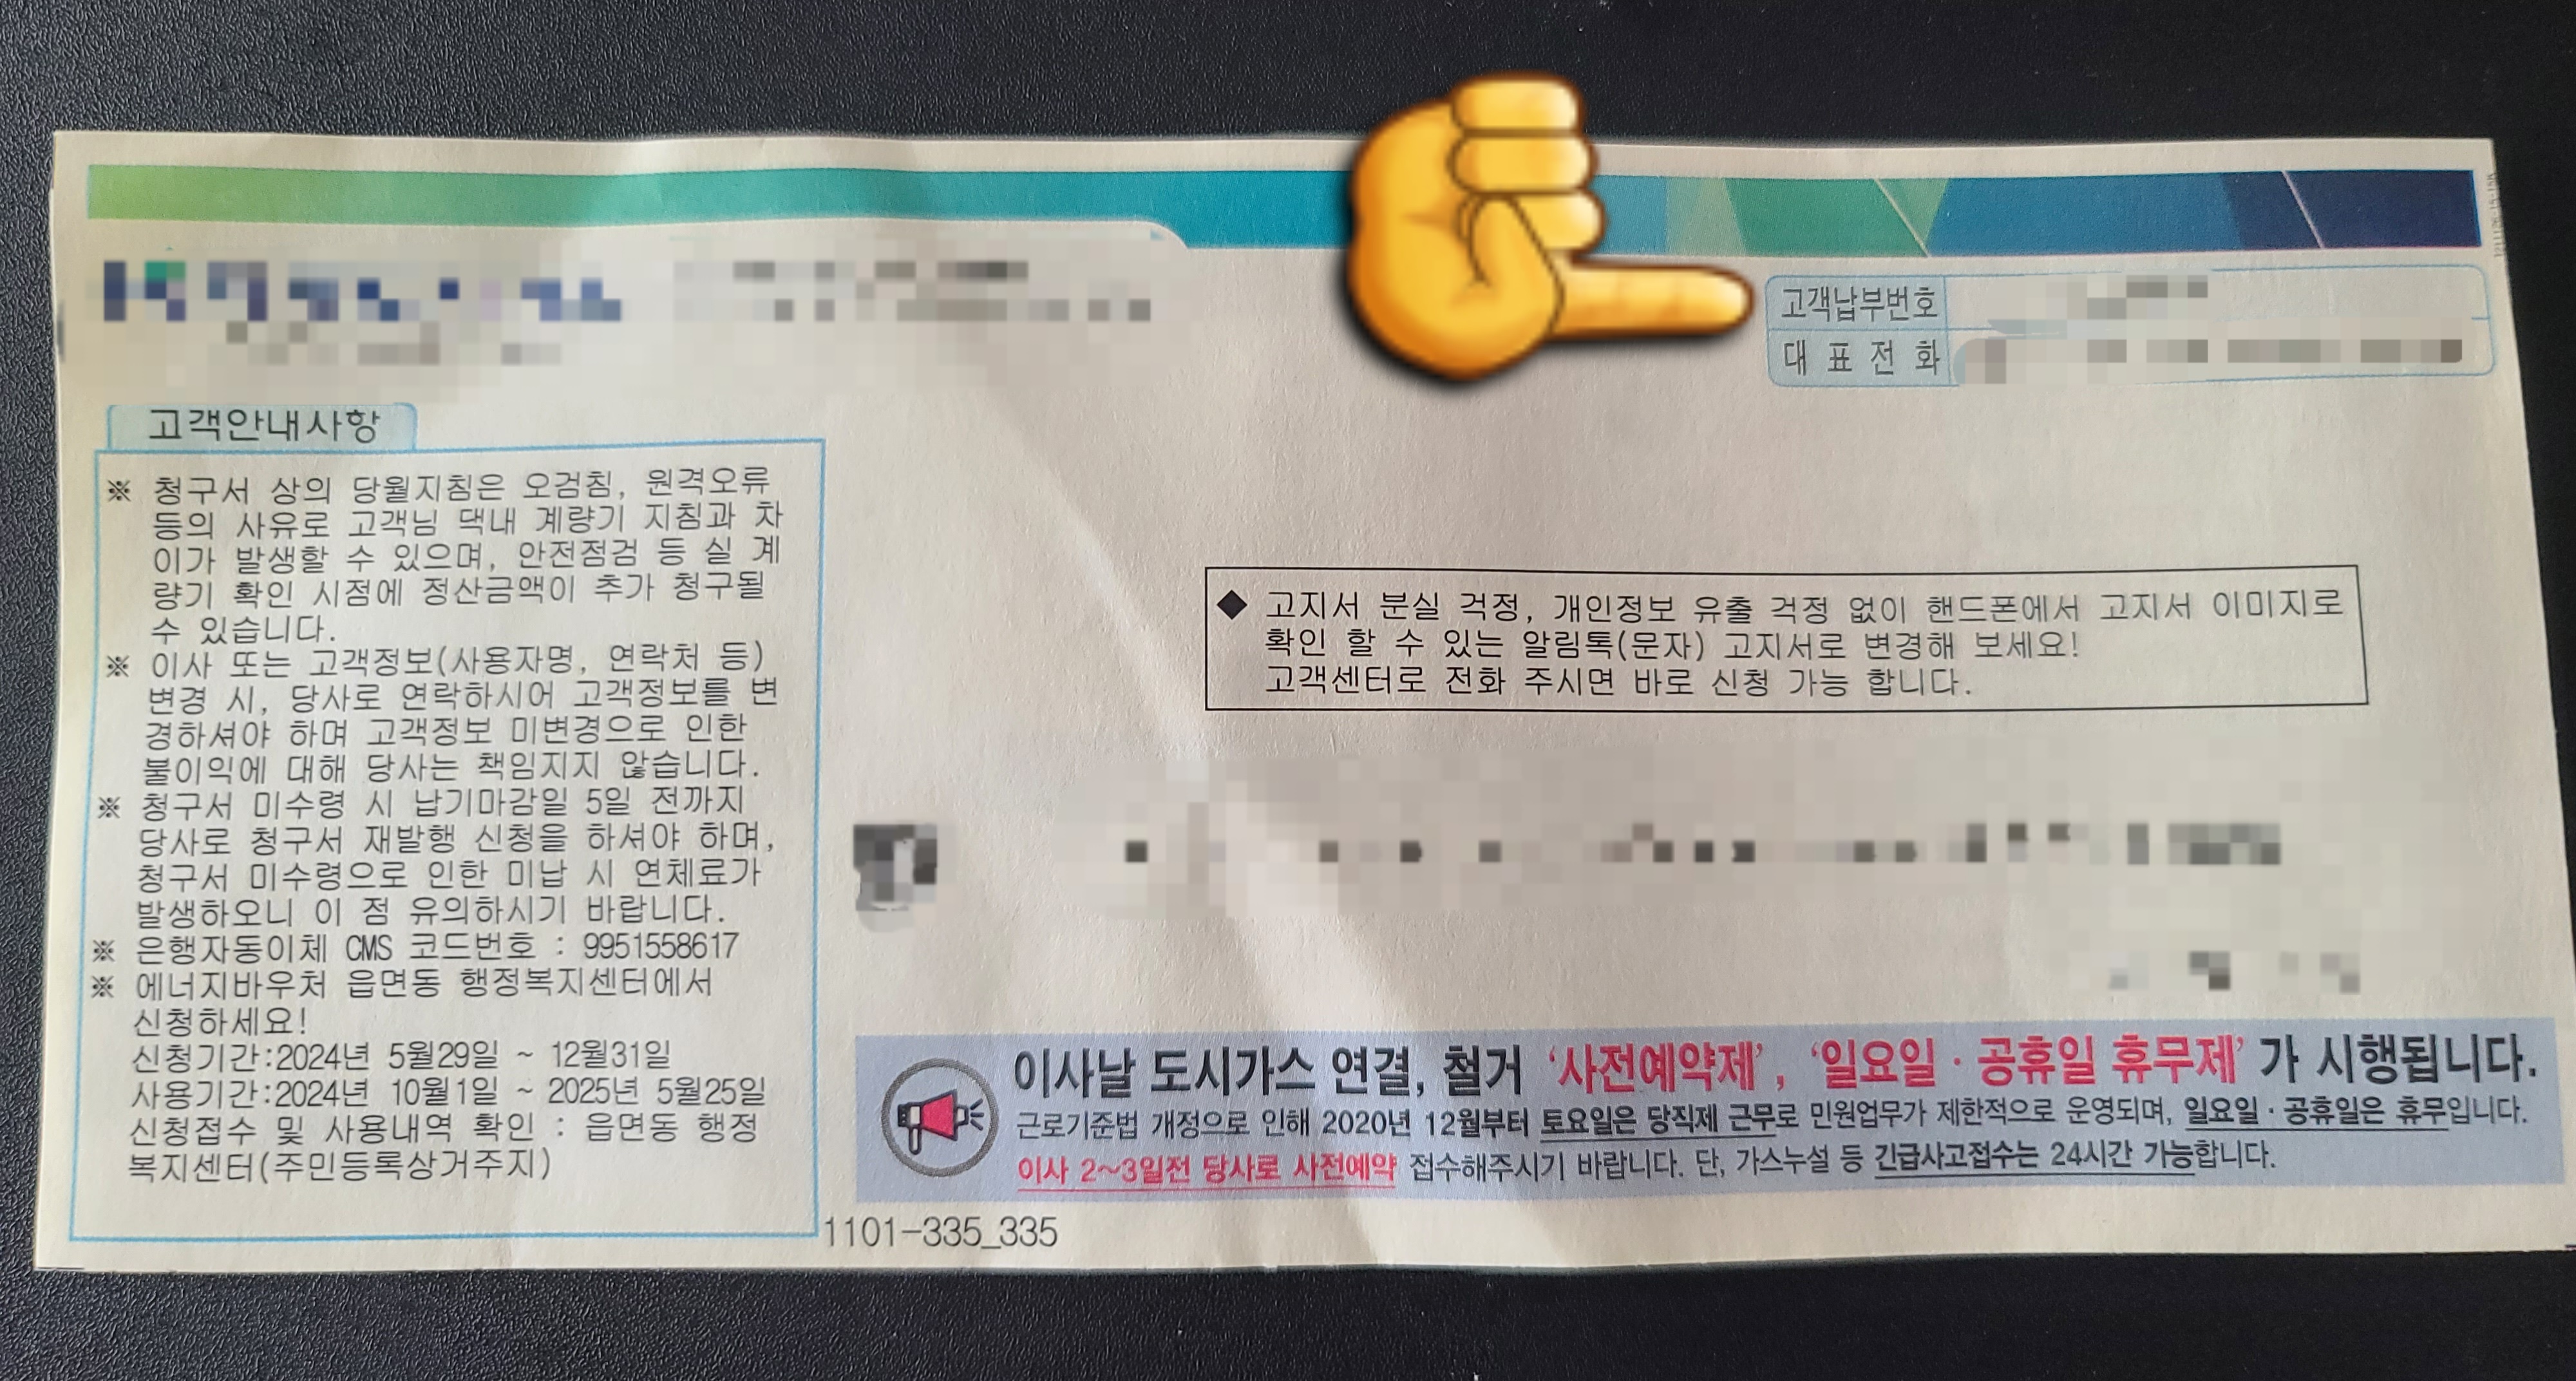 고객납부번호
대표전화
고객안내사항
※ 청구서 상의 당월지침은 오검침, 원격오류
등의 사유로 고객님 댁내 계량기 지침과 차
이가 발생할 수 있으며, 안전점검 등 실 계
량기 확인 시점에 정산금액이 추가 청구될
수 있습니다.
※ 이사 또는 고객정보(사용자명, 연락처 등)
변경 시, 당사로 연락하시어 고객정보를 변
경하셔야 하며 고객정보 미변경으로 인한
불이익에 대해 당사는 책임지지 않습니다.
※ 청구서 미수령 시 납기마감일 5일 전까지
당사로 청구서 재발행 신청을 하셔야 하며,
청구서 미수령으로 인한 미납 시 연체료가
발생하오니 이 점 유의하시기 바랍니다.
※ 은행자동이체 CMS 코드번호 : 9951558617
※ 에너지바우처 읍면동 행정복지센터에서
신청하세요!
신청기간:2024년 5월29일 ~ 12월31일
사용기간:2024년 10월1일 ~ 2025년 5월25일
신청접수 및 사용내역 확인 : 읍면동 행정
복지센터(주민등록상거주지)
◆ 고지서 분실 걱정, 개인정보 유출 걱정 없이 핸드폰에서 고지서 이미지로
확인 할 수 있는 알림톡(문자) 고지서로 변경해 보세요!
고객센터로 전화 주시면 바로 신청 가능 합니다.
이사날 도시가스 연결, 철거 '사전예약제', '일요일·공휴일 휴무제'가 시행됩니다.
근로기준법 개정으로 인해 2020년 12월부터 토요일은 당직제 근무로 민원업무가 제한적으로 운영되며, 일요일·공휴일은 휴무입니다.
이사 2~3일전 당사로 사전예약 접수해주시기 바랍니다. 단, 가스누설 등 긴급사고접수는 24시간 가능합니다.
1101-335_335